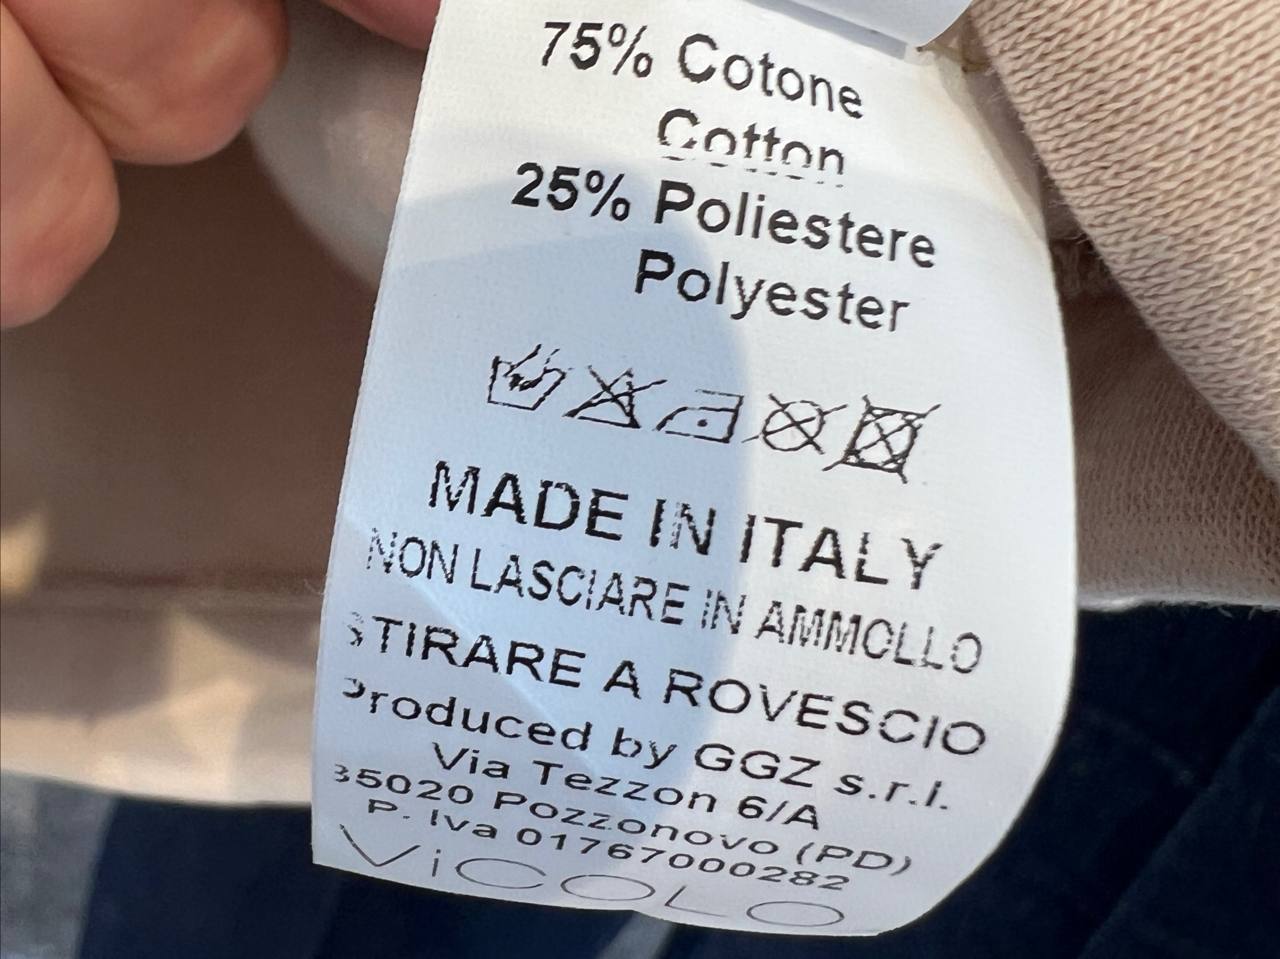 75% Cotone
Cotton
25% Poliestere
Polyester
MADE IN ITALY
NON LASCIARE IN AMMOLLO
STIRARE A ROVESCIO
Produced by GGZ s.r.l.
Via Tezzon 6/A
35020 Pozzonovo (PD)
P. Iva 01767000282
ViCOLO